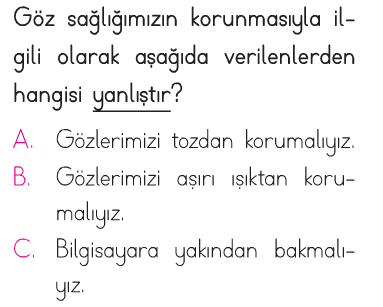 Göz sağlığımızın korunmasıyla il-
gili olarak aşağıda verilenlerden
hangisi yanlıştır?
A. Gözlerimizi tozdan korumalıyız.
B. Gözlerimizi aşırı ışıktan koru-
malıyız.
C. Bilgisayara yakından bakmalı-
yız.